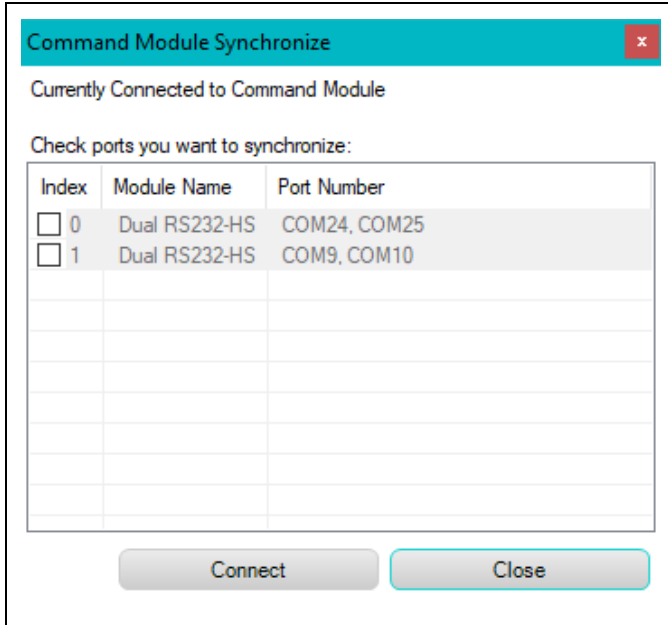 Command Module Synchronize x
Currently Connected to Command Module
Check ports you want to synchronize:
Index Module Name Port Number
0 Dual RS232-HS COM24, COM25
1 Dual RS232-HS COM9, COM10
Connect Close